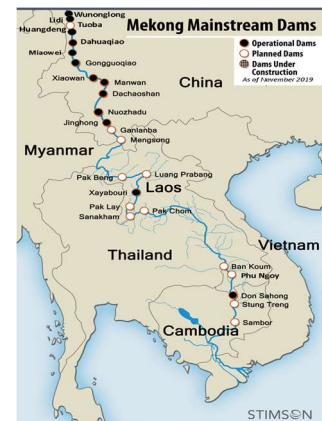 Mekong Mainstream Dams
Operational Dams
Planned Dams
Dams Under
Construction
As of November 2019
Wunonglong
Lidi
Tuoba
Huangdeng
Dahuaqiao
Miaowei
Gongguoqiao
Xiaowan
Manwan
Dachaoshan
China
Nuozhadu
Jinghong
Ganlanba
Mengsong
Myanmar
Pak Beng
Luang Prabang
Laos
Xayabouri
Pak Lay
Pak Chom
Sanakham
Vietnam
Thailand
Ban Koum
Phu Ngoy
Don Sahong
Stung Treng
Sambor
Cambodia
STIMSON